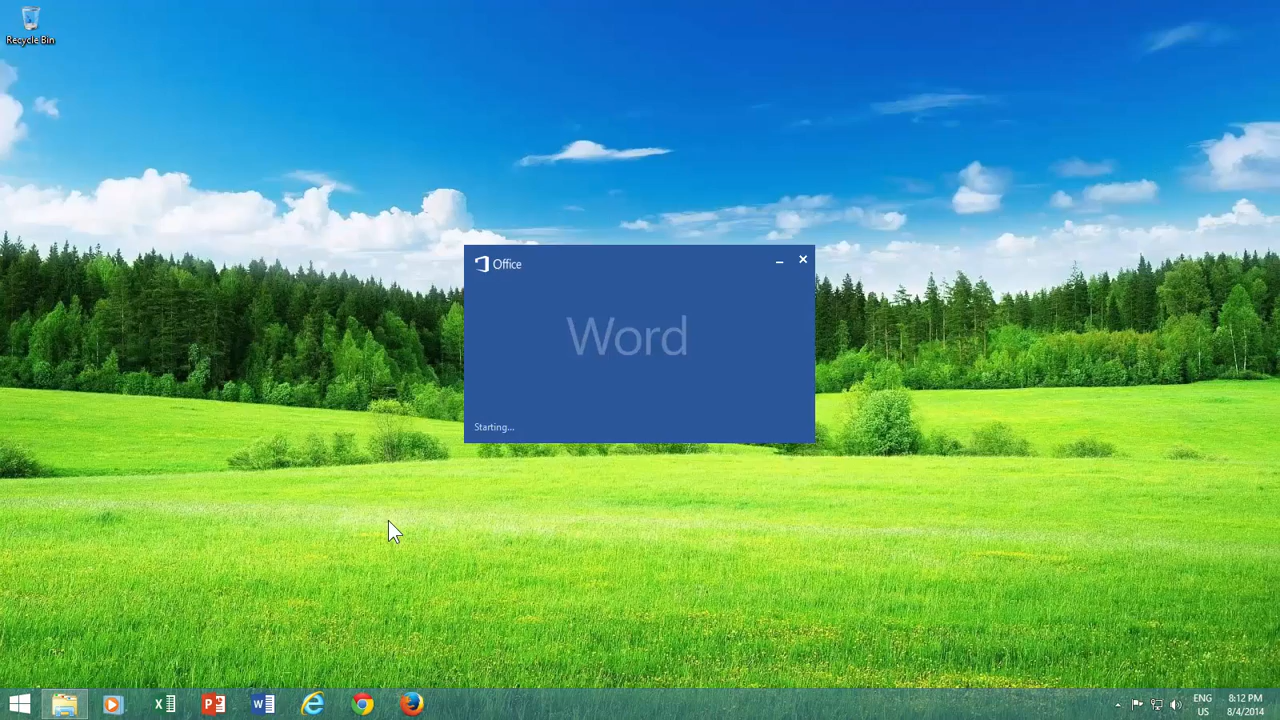 Recycle Bin
Office
Word
Starting...
ENG
US
8:12 PM
8/4/2014